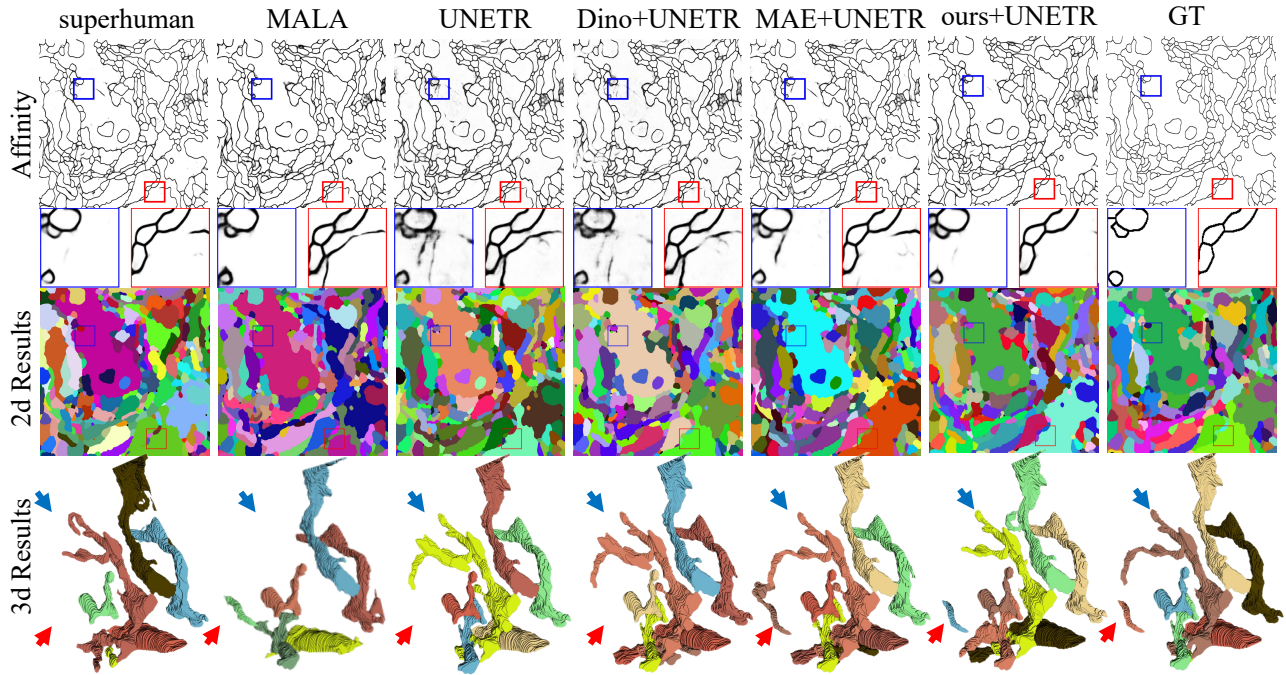 superhuman MALA UNETR Dino+UNETR MAE+UNETR ours+UNETR GT
Affinity
2d Results
3d Results